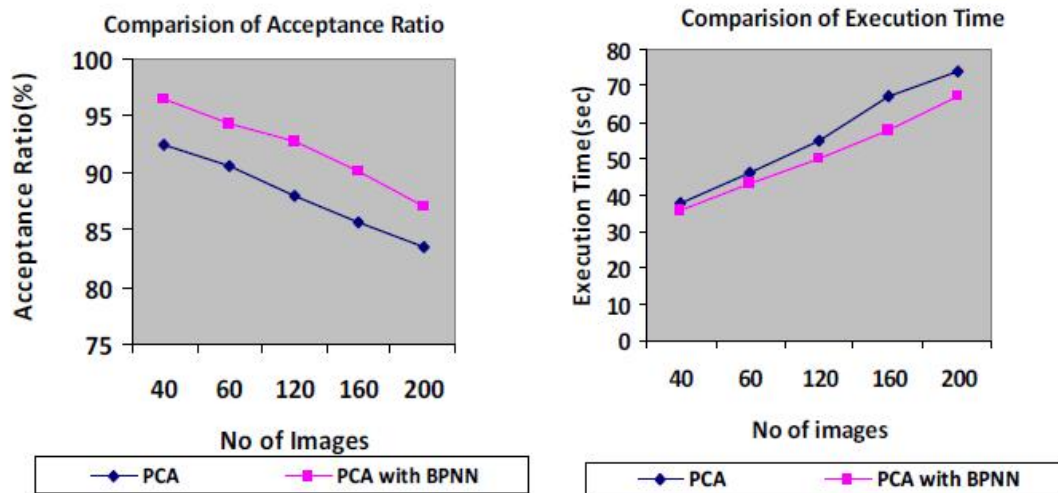 Comparision of Acceptance Ratio
Acceptance Ratio(%)
100
95
90
85
80
75
40 60 120 160 200
No of Images
PCA PCA with BPNN
Comparision of Execution Time
Execution Time(sec)
80
70
60
50
40
30
20
10
0
40 60 120 160 200
No of images
PCA PCA with BPNN